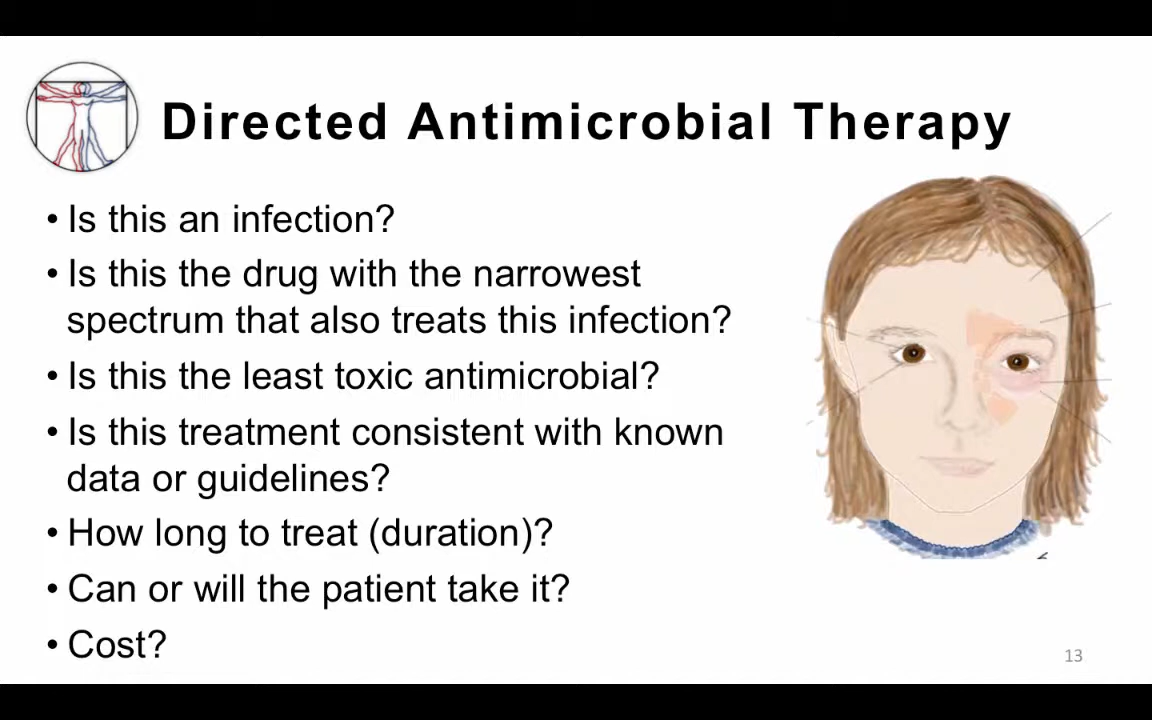 Directed Antimicrobial Therapy
• Is this an infection?
• Is this the drug with the narrowest
spectrum that also treats this infection?
• Is this the least toxic antimicrobial?
• Is this treatment consistent with known
data or guidelines?
• How long to treat (duration)?
• Can or will the patient take it?
• Cost?
13